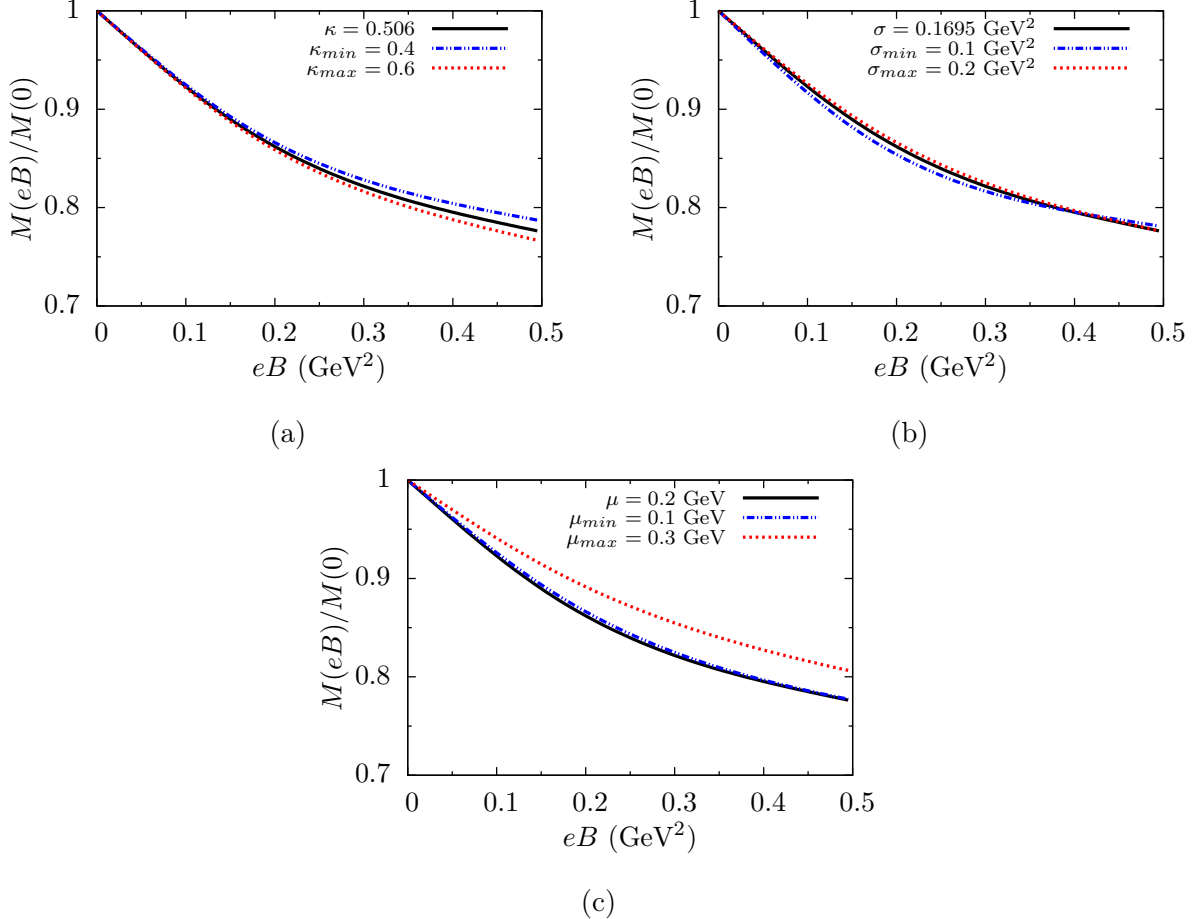 κ = 0.506
κ_min = 0.4
κ_max = 0.6
M(eB)/M(0)
1
0.9
0.8
0.7
0 0.1 0.2 0.3 0.4 0.5
eB (GeV²)
(a)
σ = 0.1695 GeV²
σ_min = 0.1 GeV²
σ_max = 0.2 GeV²
M(eB)/M(0)
1
0.9
0.8
0.7
0 0.1 0.2 0.3 0.4 0.5
eB (GeV²)
(b)
μ = 0.2 GeV
μ_min = 0.1 GeV
μ_max = 0.3 GeV
M(eB)/M(0)
1
0.9
0.8
0.7
0 0.1 0.2 0.3 0.4 0.5
eB (GeV²)
(c)